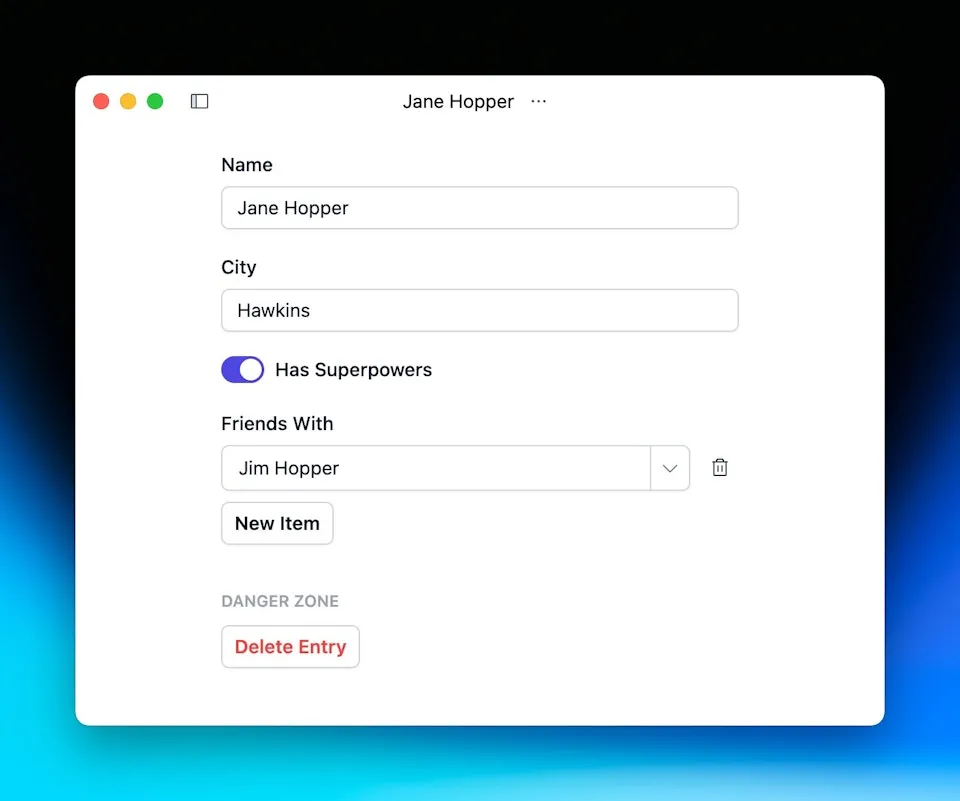 Jane Hopper ···
Name
Jane Hopper
City
Hawkins
Has Superpowers
Friends With
Jim Hopper
New Item
DANGER ZONE
Delete Entry